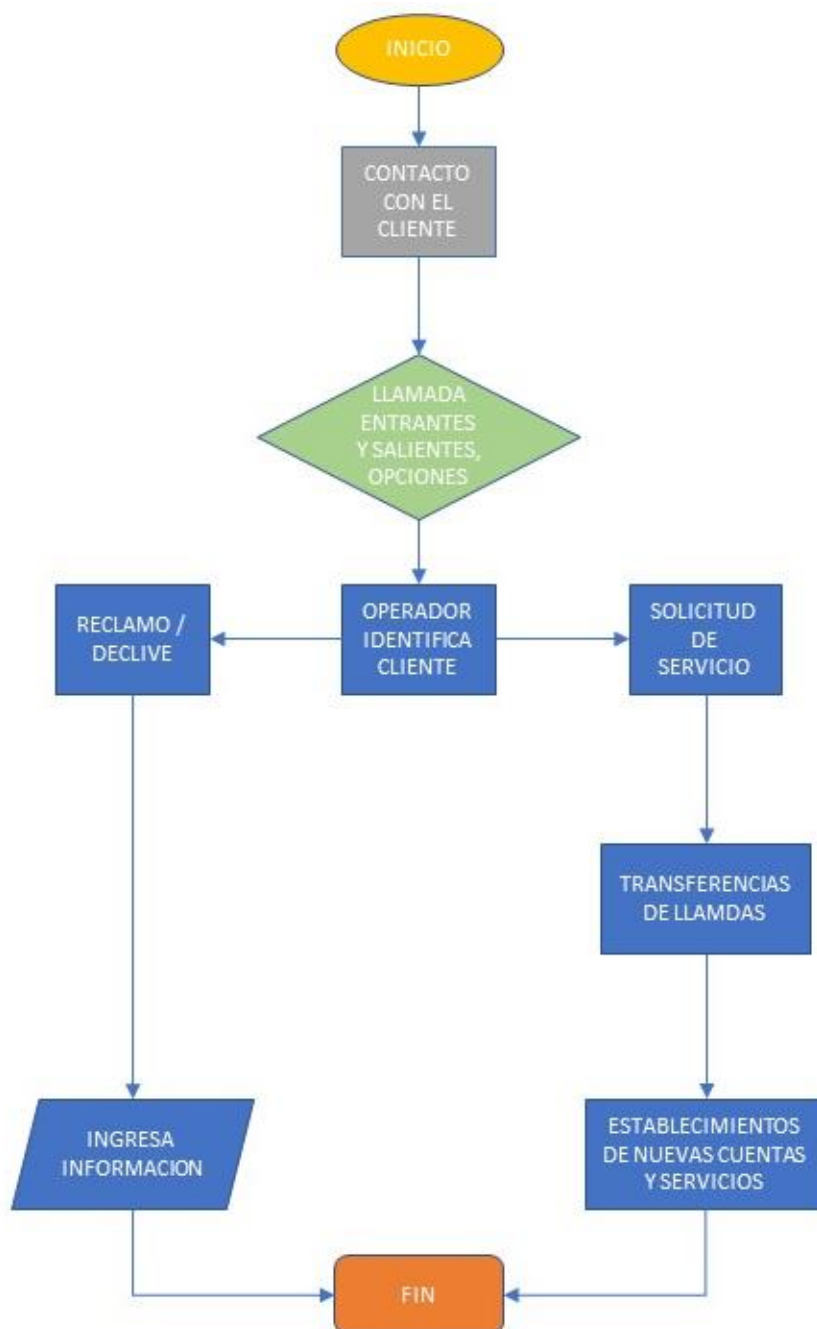 INICIO
CONTACTO
CON EL
CLIENTE
LLAMADA
ENTRANTES
Y SALIENTES,
OPCIONES
RECLAMO /
DECLIVE
OPERADOR
IDENTIFICA
CLIENTE
SOLICITUD
DE
SERVICIO
TRANSFERENCIAS
DE LLAMDAS
INGRESA
INFORMACION
ESTABLECIMIENTOS
DE NUEVAS CUENTAS
Y SERVICIOS
FIN